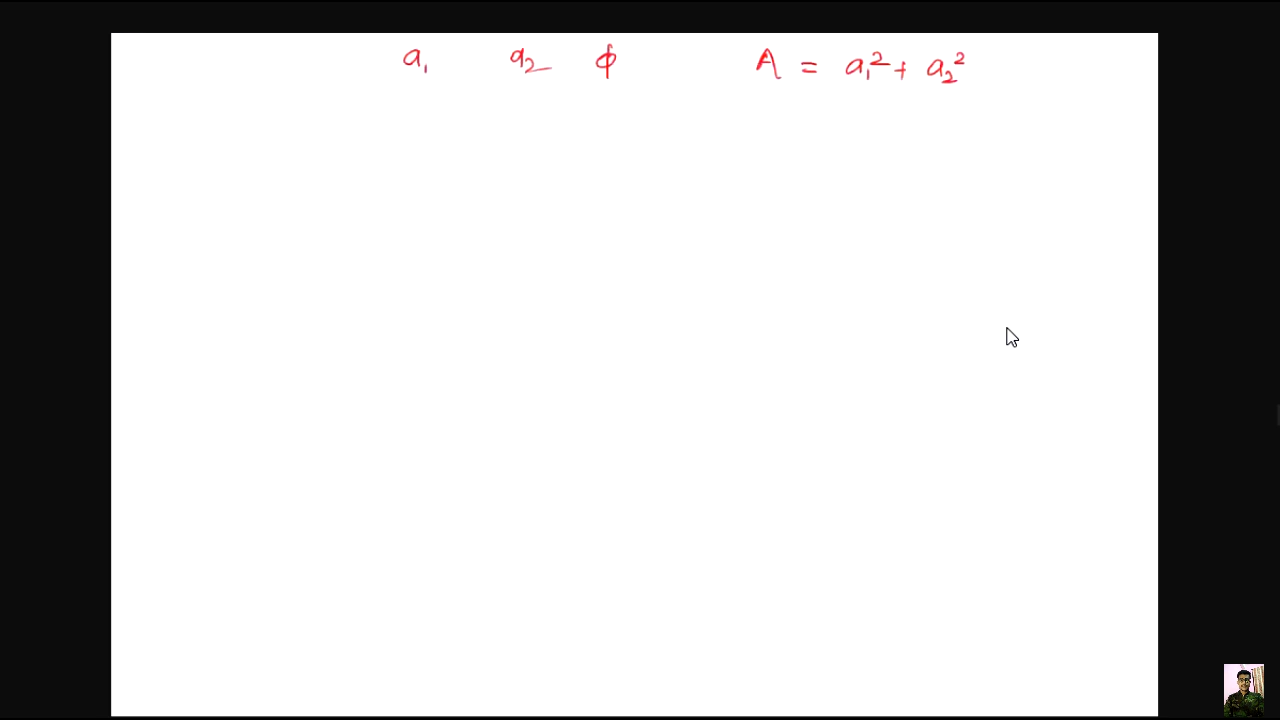 a₁ a₂ ϕ A = a₁² + a₂²